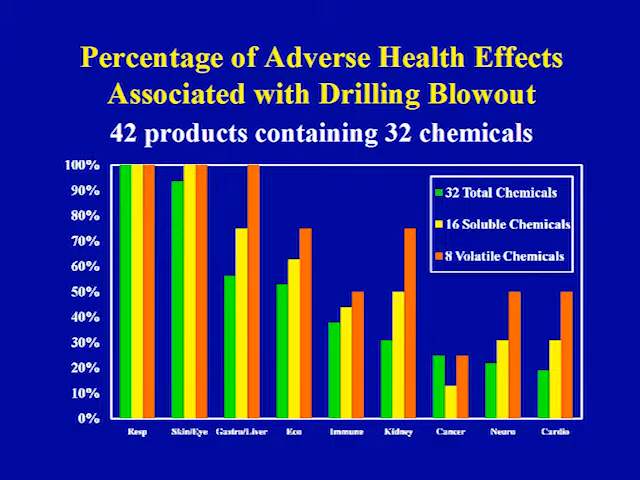 Percentage of Adverse Health Effects
Associated with Drilling Blowout
42 products containing 32 chemicals
100%
90%
80%
70%
60%
50%
40%
30%
20%
10%
0%
32 Total Chemicals
16 Soluble Chemicals
8 Volatile Chemicals
Resp Skin/Eye Gastro/Liver Eco Immune Kidney Cancer Neuro Cardio